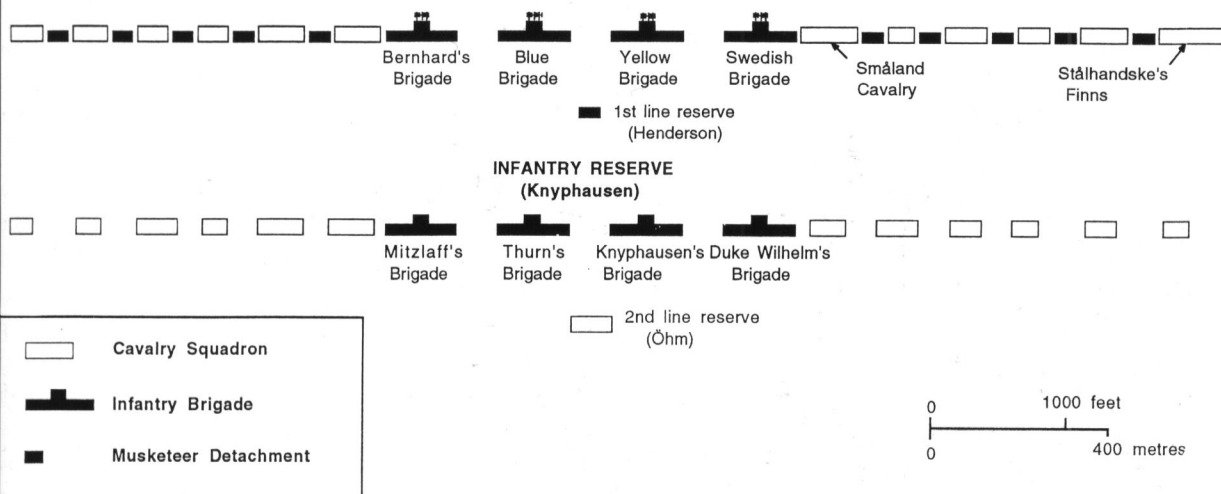 Bernhard's
Brigade
Blue
Brigade
Yellow
Brigade
Swedish
Brigade
Småland
Cavalry
Stålhandske's
Finns
1st line reserve
(Henderson)
INFANTRY RESERVE
(Knyphausen)
Mitzlaff's
Brigade
Thurn's
Brigade
Knyphausen's
Brigade
Duke Wilhelm's
Brigade
2nd line reserve
(Öhm)
Cavalry Squadron
Infantry Brigade
Musketeer Detachment
0 1000 feet
0 400 metres